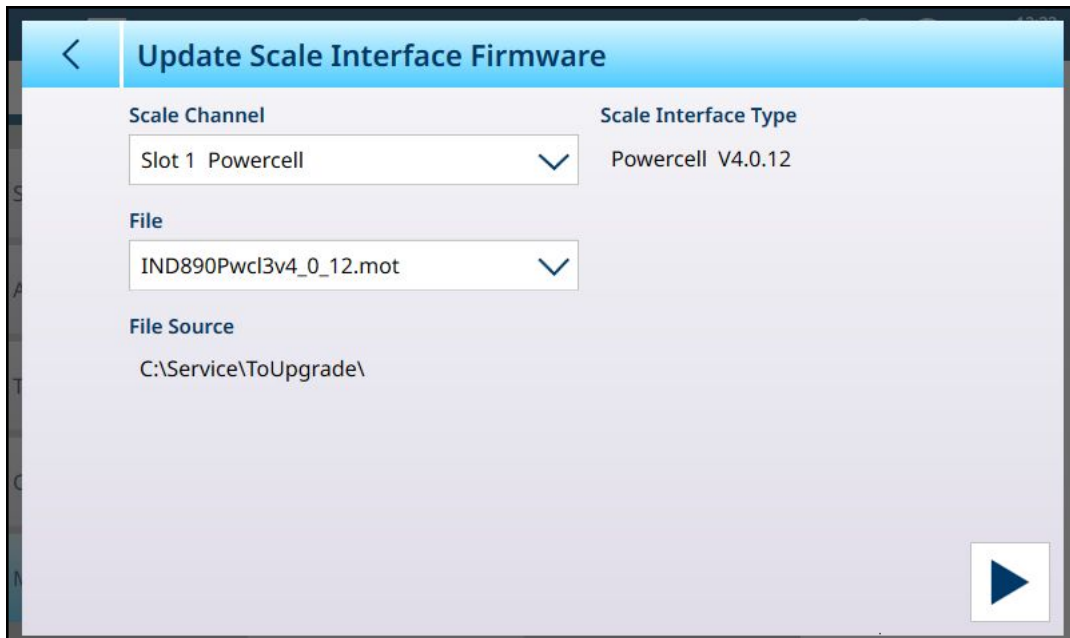 Update Scale Interface Firmware
Scale Channel
Scale Interface Type
Slot 1 Powercell
Powercell V4.0.12
File
IND890Pwcl3v4_0_12.mot
File Source
C:\Service\ToUpgrade\